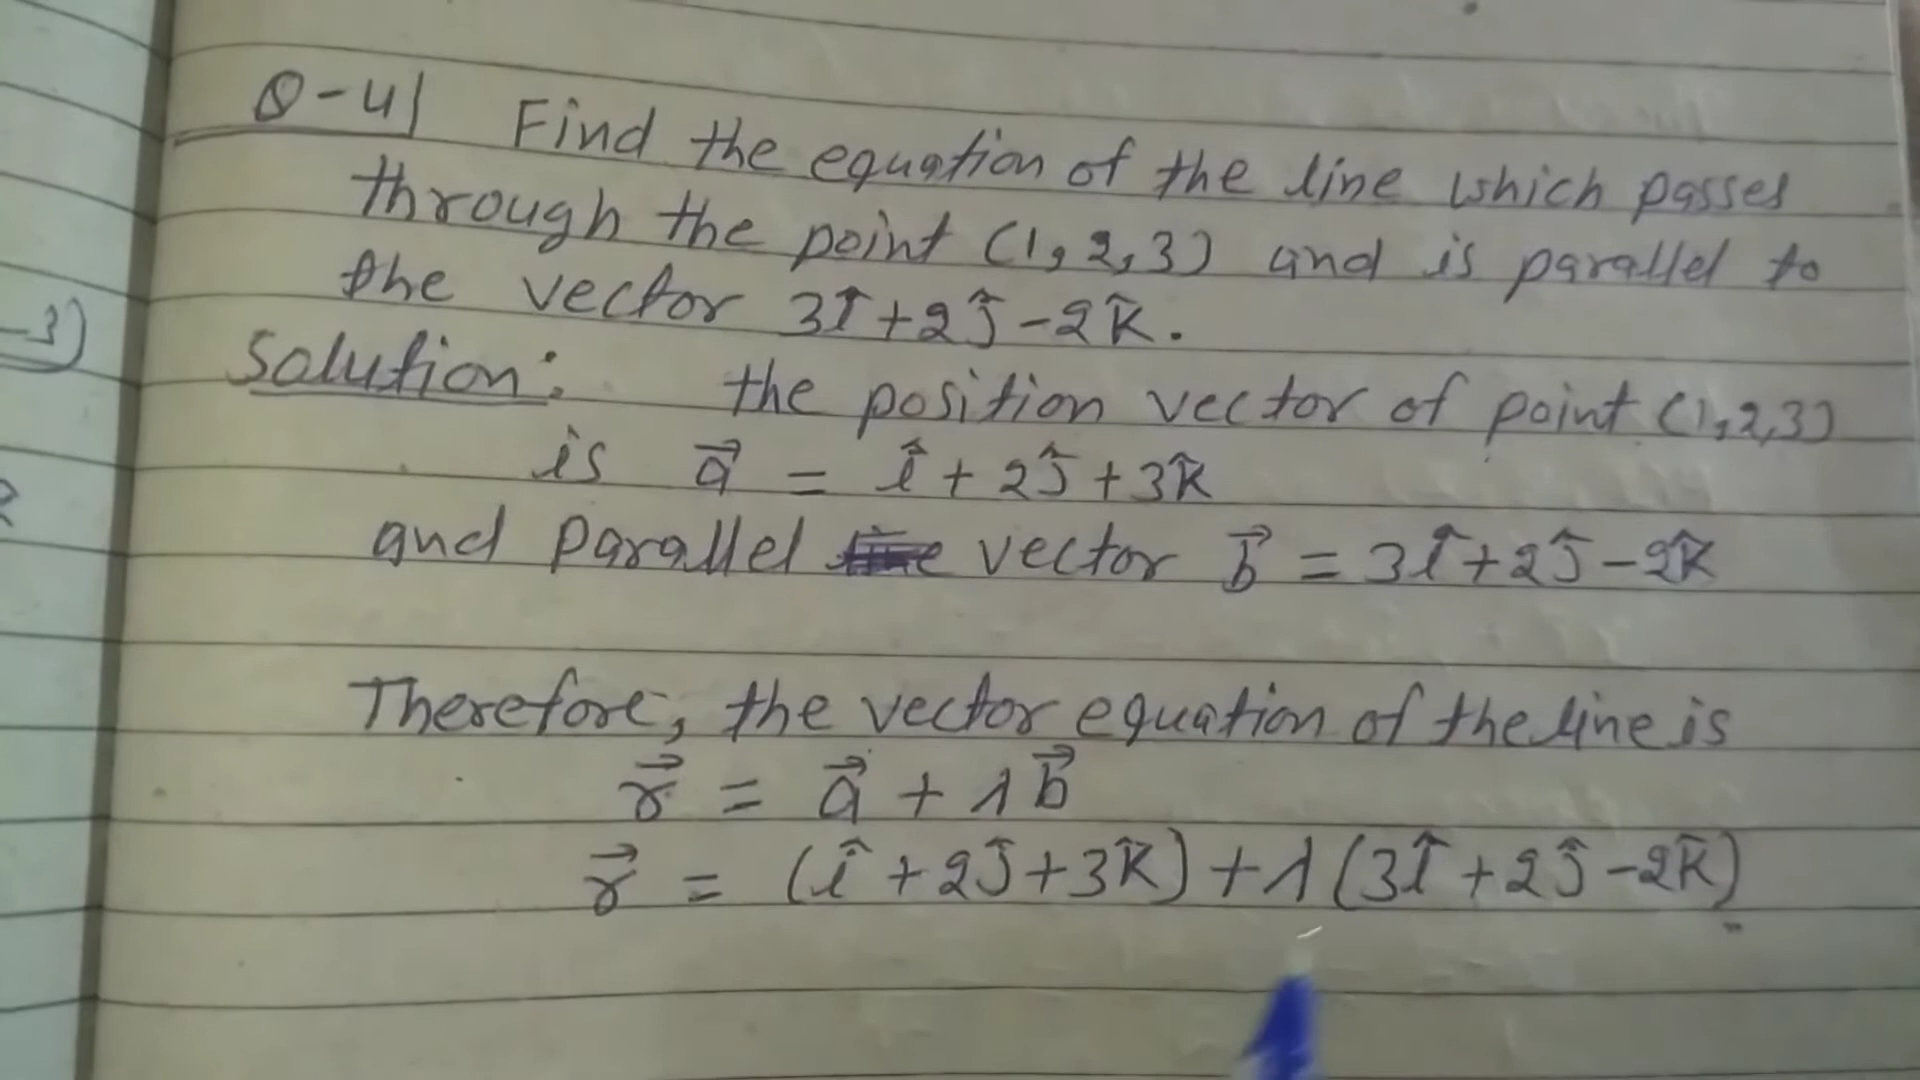 Q-4| Find the equation of the line which passes
through the point (1,2,3) and is parallel to
the vector 3î+2ĵ-2k̂.
Solution: the position vector of point (1,2,3)
is a⃗ = î+2ĵ+3k̂
and parallel vector b⃗ = 3î+2ĵ-2k̂
Therefore, the vector equation of the line is
r⃗ = a⃗ + λb⃗
r⃗ = (î+2ĵ+3k̂)+λ(3î+2ĵ-2k̂)
-3)